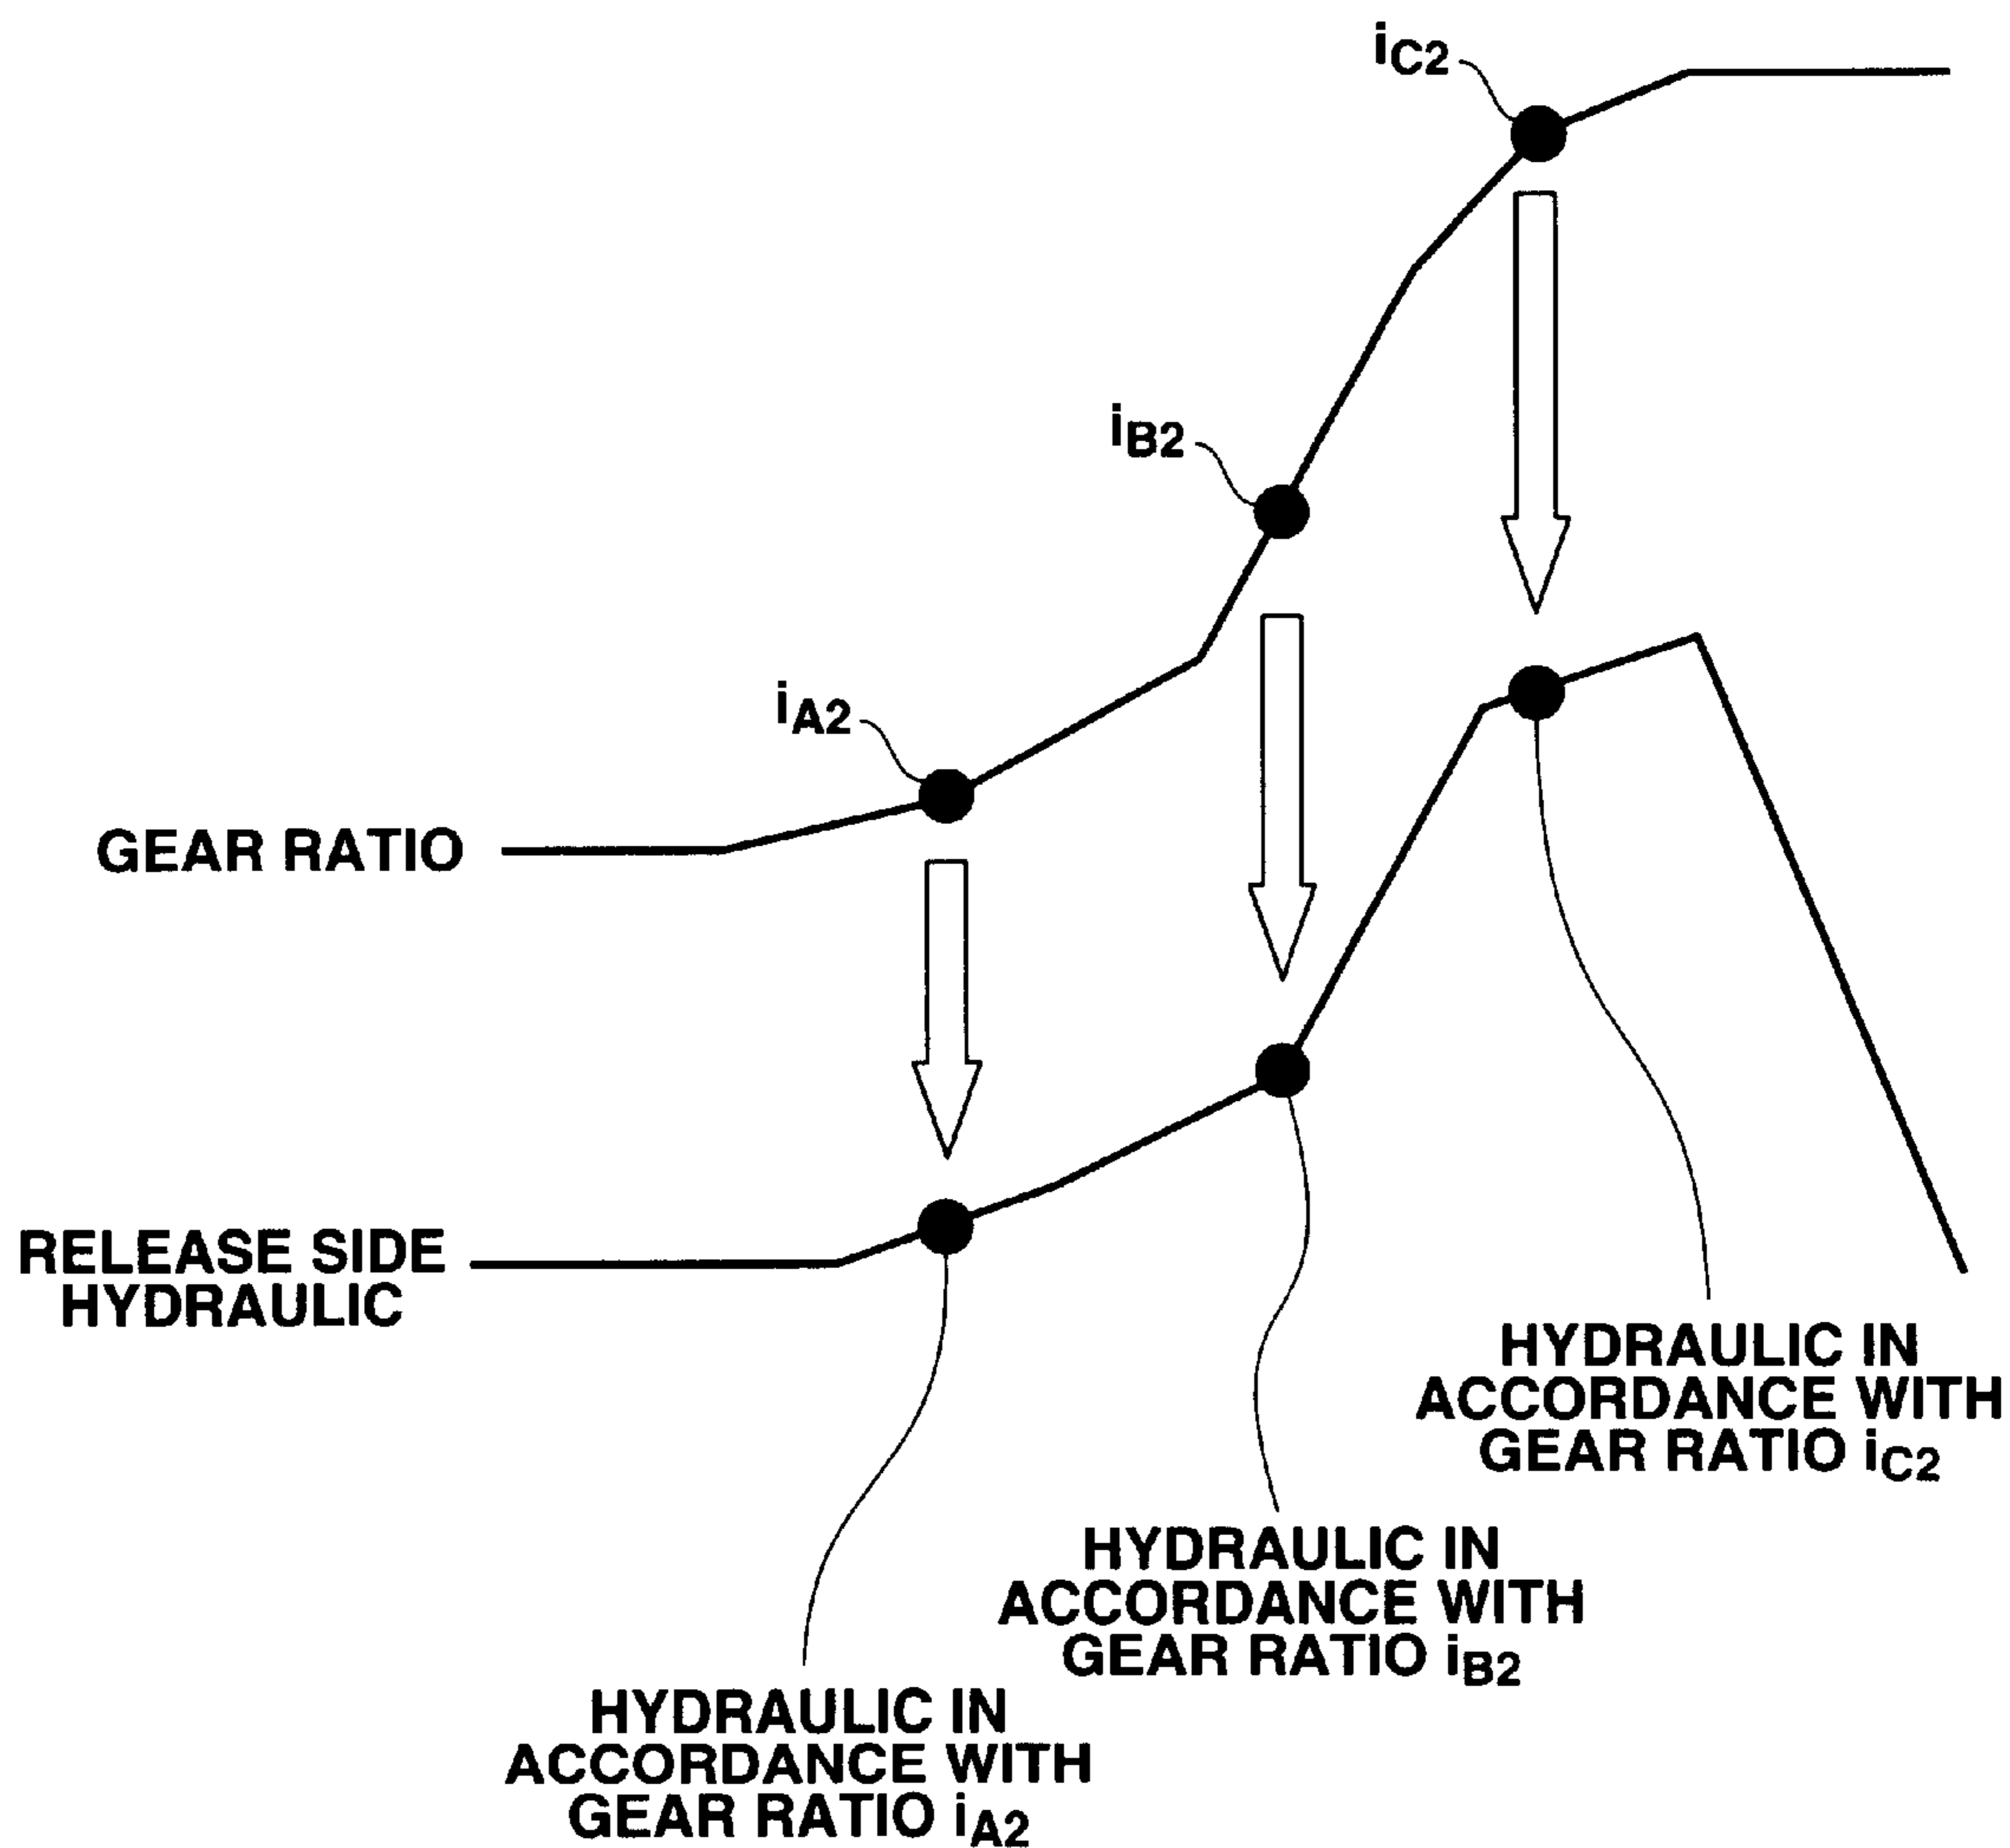 iC2
iB2
iA2
GEAR RATIO
RELEASE SIDE
HYDRAULIC
HYDRAULIC IN
ACCORDANCE WITH
GEAR RATIO iC2
HYDRAULIC IN
ACCORDANCE WITH
GEAR RATIO iB2
HYDRAULIC IN
ACCORDANCE WITH
GEAR RATIO iA2